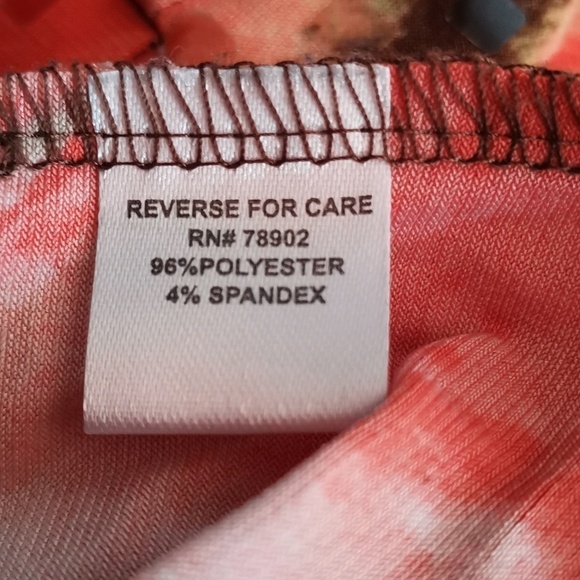 REVERSE FOR CARE
RN# 78902
96%POLYESTER
4% SPANDEX